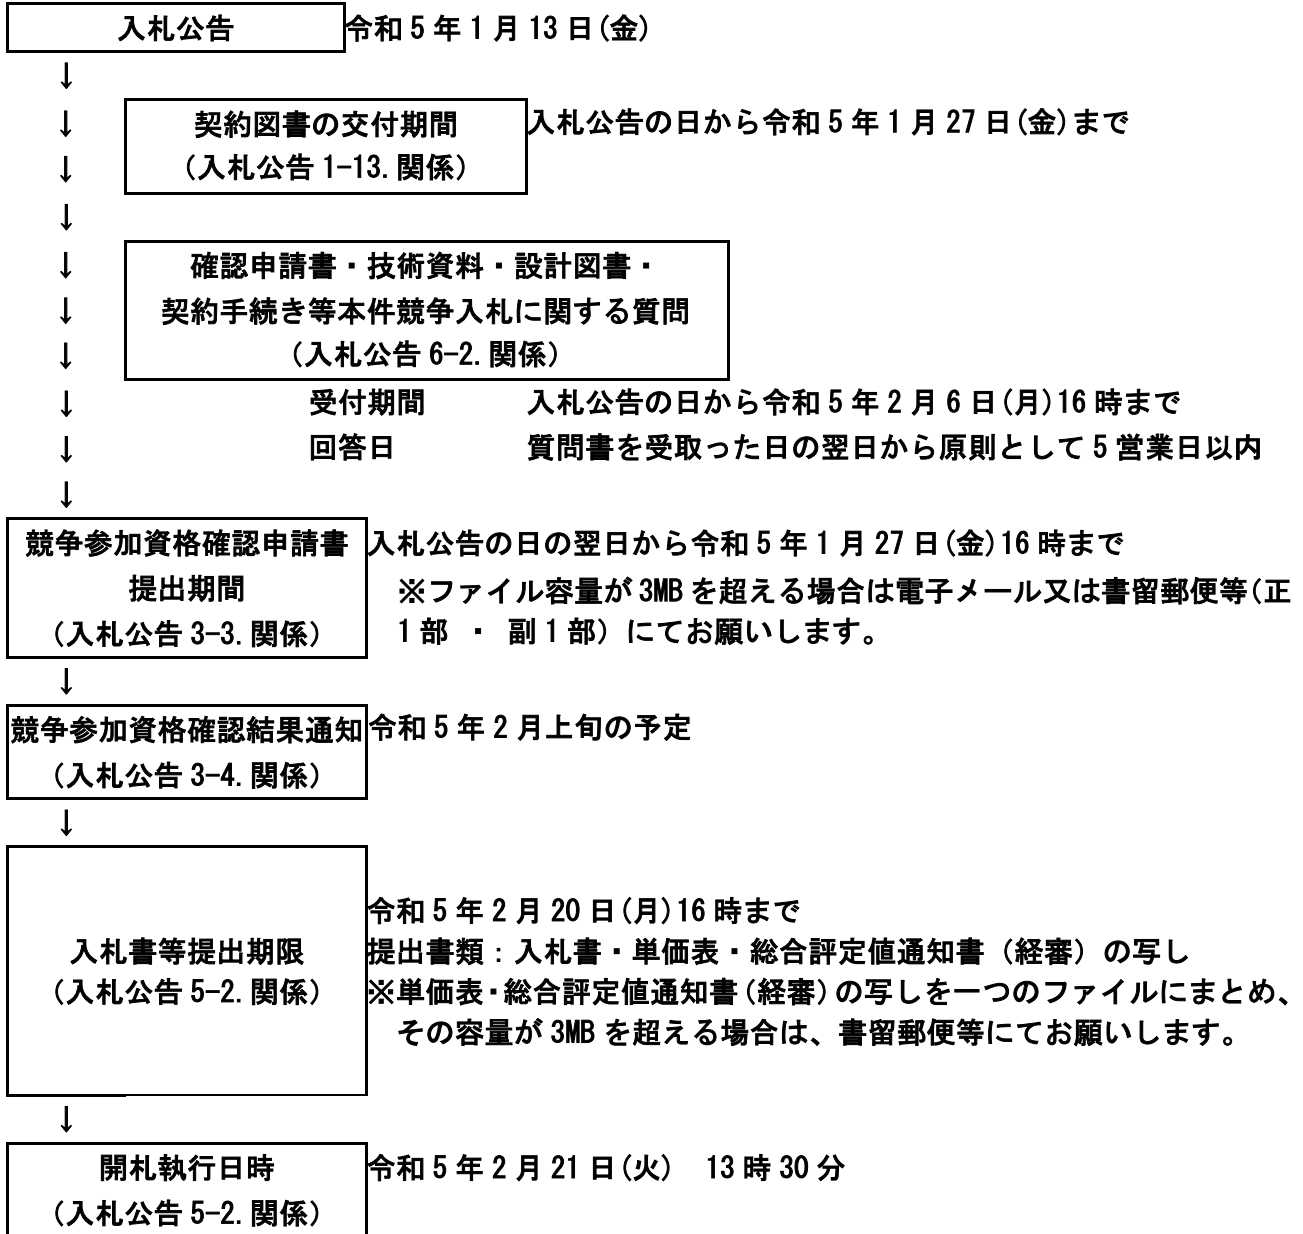 入札公告 令和5年1月13日(金)
↓
↓ 契約図書の交付期間 入札公告の日から令和5年1月27日(金)まで
↓ (入札公告1-13.関係)
↓
↓ 確認申請書・技術資料・設計図書・
↓ 契約手続き等本件競争入札に関する質問
↓ (入札公告6-2.関係)
↓ 受付期間 入札公告の日から令和5年2月6日(月)16時まで
↓ 回答日 質問書を受取った日の翌日から原則として5営業日以内
↓
競争参加資格確認申請書 入札公告の日の翌日から令和5年1月27日(金)16時まで
提出期間 ※ファイル容量が3MBを超える場合は電子メール又は書留郵便等(正
(入札公告3-3.関係) 1部 ・ 副1部) にてお願いします。
↓
競争参加資格確認結果通知 令和5年2月上旬の予定
(入札公告3-4.関係)
↓
令和5年2月20日(月)16時まで
入札書等提出期限 提出書類：入札書・単価表・総合評定値通知書（経審）の写し
(入札公告5-2.関係) ※単価表・総合評定値通知書(経審)の写しを一つのファイルにまとめ、
その容量が3MBを超える場合は、書留郵便等にてお願いします。
↓
開札執行日時 令和5年2月21日(火) 13時30分
(入札公告5-2.関係)